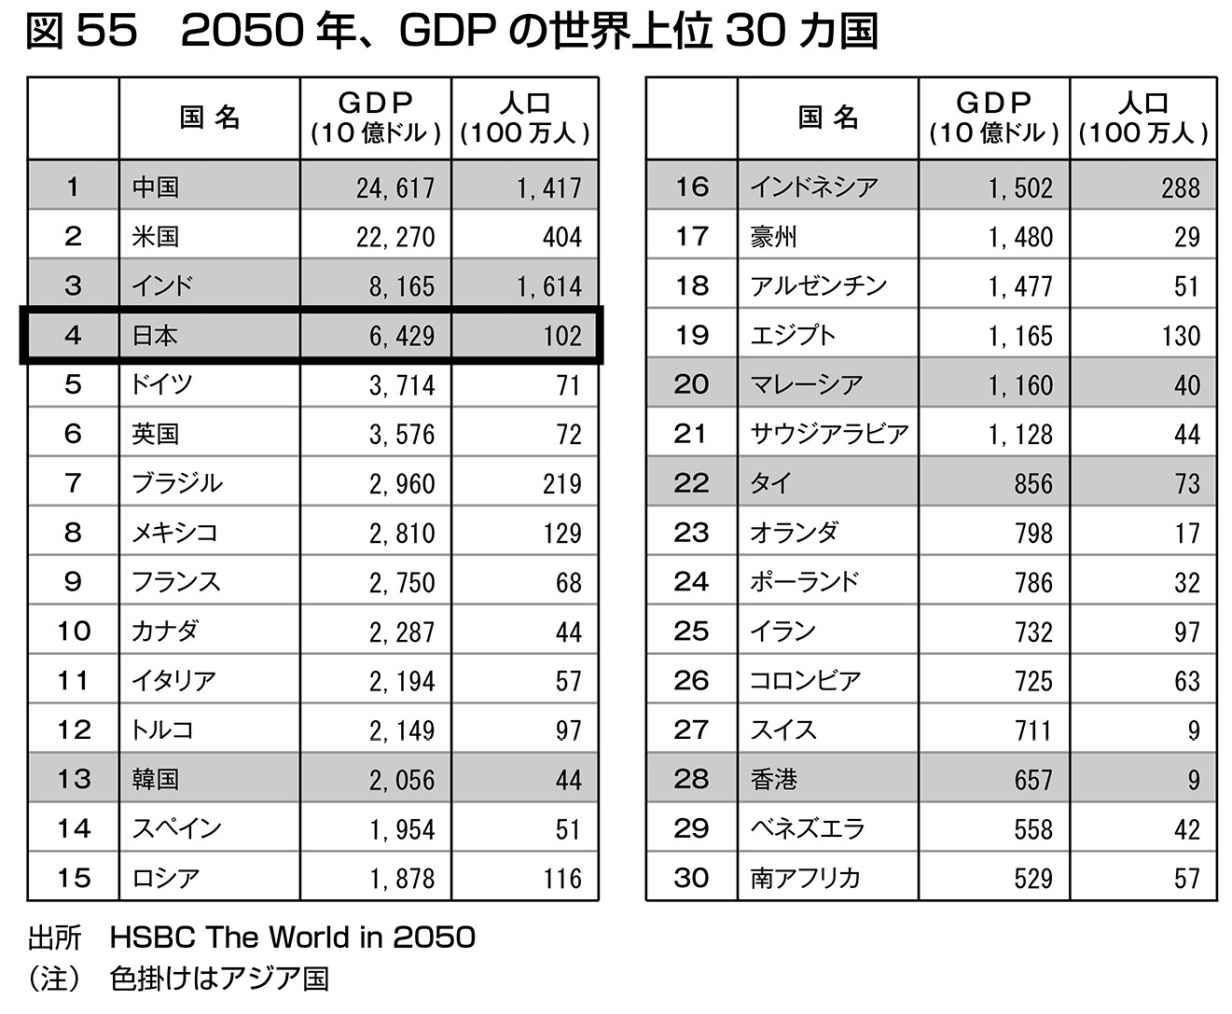 図 55　2050 年、GDP の世界上位 30 カ国
国 名 GDP (10 億ドル) 人口 (100 万人)
1 中国 24,617 1,417
2 米国 22,270 404
3 インド 8,165 1,614
4 日本 6,429 102
5 ドイツ 3,714 71
6 英国 3,576 72
7 ブラジル 2,960 219
8 メキシコ 2,810 129
9 フランス 2,750 68
10 カナダ 2,287 44
11 イタリア 2,194 57
12 トルコ 2,149 97
13 韓国 2,056 44
14 スペイン 1,954 51
15 ロシア 1,878 116
国 名 GDP (10 億ドル) 人口 (100 万人)
16 インドネシア 1,502 288
17 豪州 1,480 29
18 アルゼンチン 1,477 51
19 エジプト 1,165 130
20 マレーシア 1,160 40
21 サウジアラビア 1,128 44
22 タイ 856 73
23 オランダ 798 17
24 ポーランド 786 32
25 イラン 732 97
26 コロンビア 725 63
27 スイス 711 9
28 香港 657 9
29 ベネズエラ 558 42
30 南アフリカ 529 57
出所　HSBC The World in 2050
（注）　色掛けはアジア国